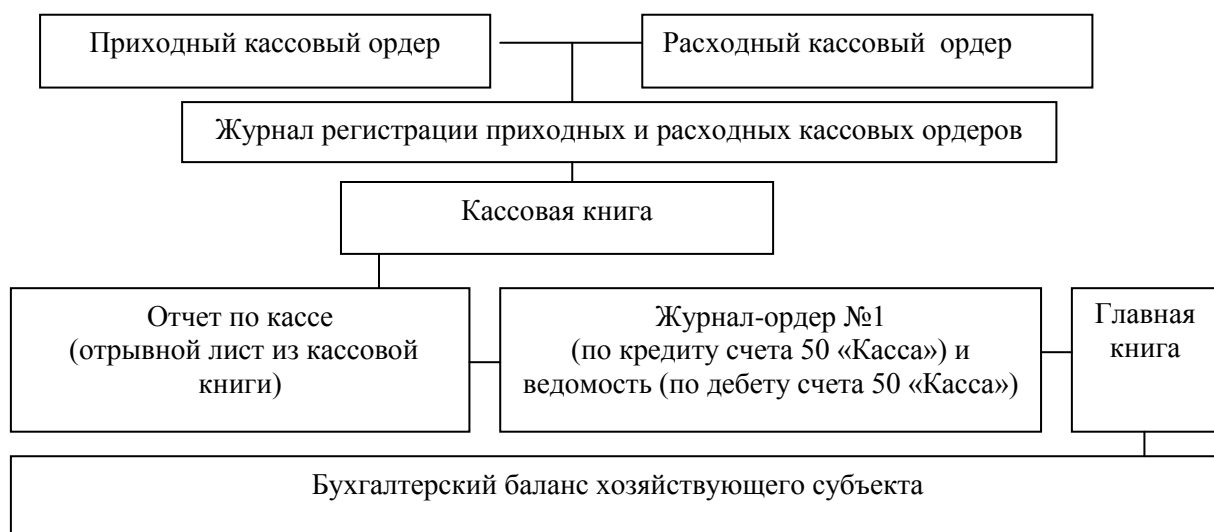 Приходный кассовый ордер
Расходный кассовый ордер
Журнал регистрации приходных и расходных кассовых ордеров
Кассовая книга
Отчет по кассе
(отрывной лист из кассовой
книги)
Журнал-ордер №1
(по кредиту счета 50 «Касса») и
ведомость (по дебету счета 50 «Касса»)
Главная
книга
Бухгалтерский баланс хозяйствующего субъекта